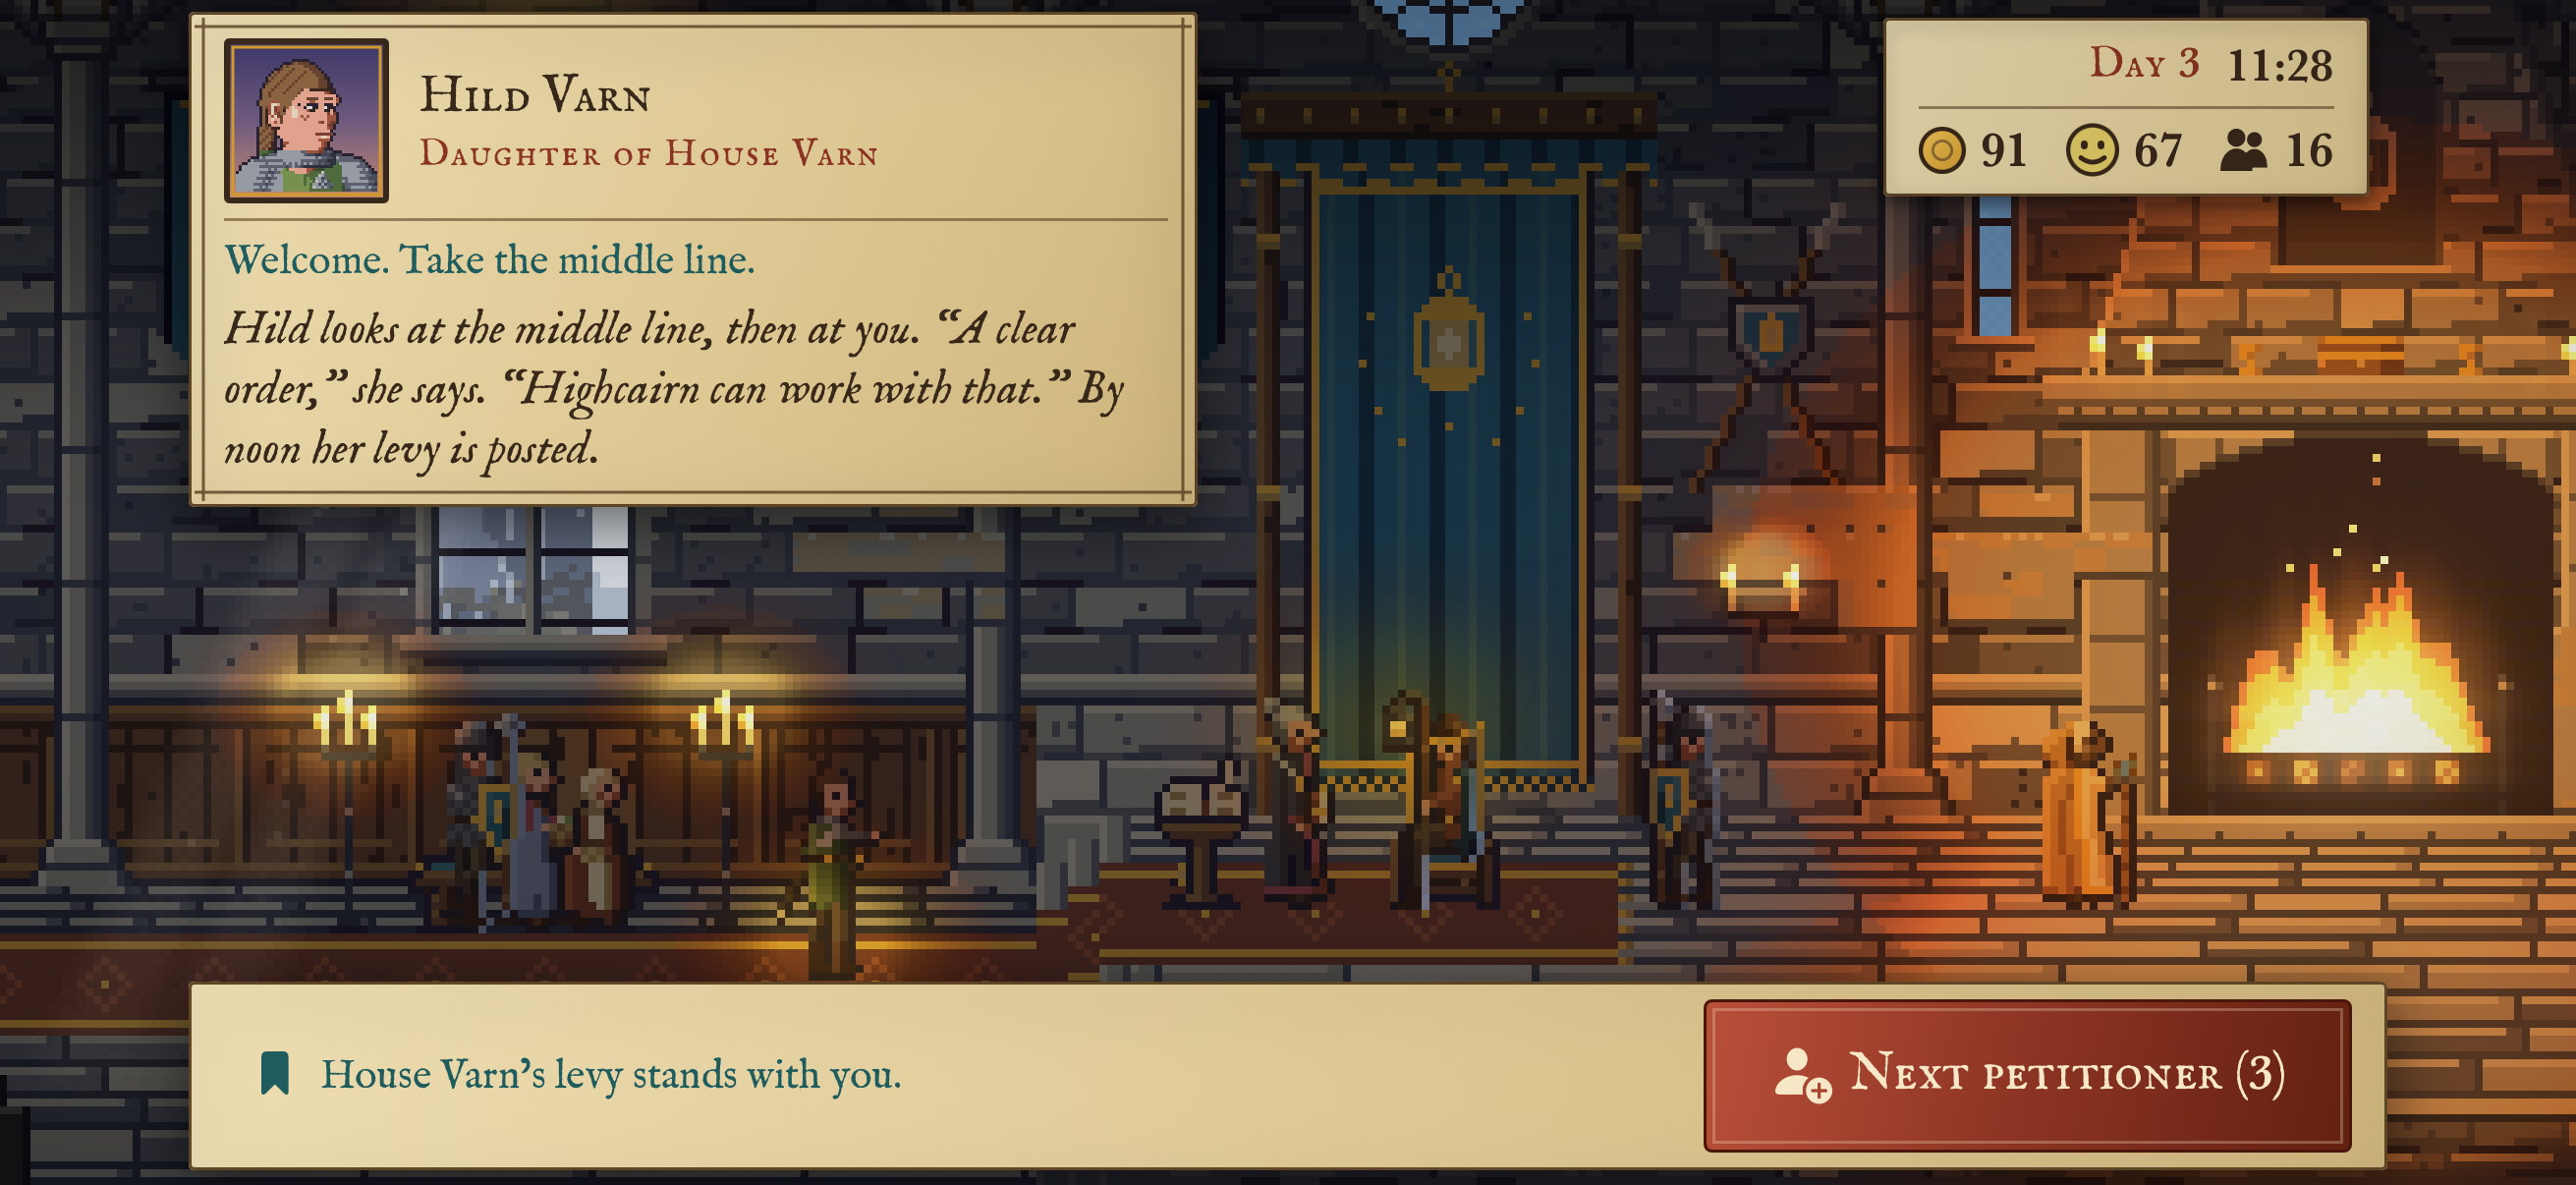 Hild Varn
Daughter of House Varn
Welcome. Take the middle line.
Hild looks at the middle line, then at you. “A clear
order,” she says. “Highcairn can work with that.” By
noon her levy is posted.
Day 3 11:28
91 67 16
House Varn’s levy stands with you.
Next petitioner (3)